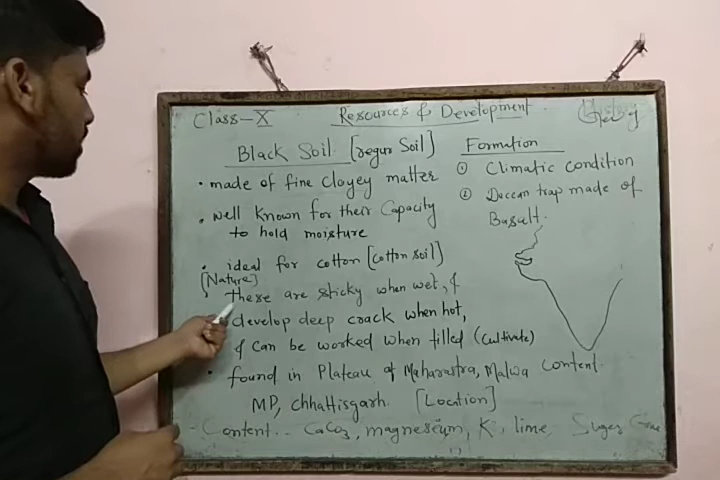 Class-X
Resources & Development
Black Soil [regur Soil]
• made of fine clayey matter
• well known for their Capacity
to hold moisture
• ideal for cotton [cotton soil]
[Nature]
• these are sticky when wet, &
develop deep crack when hot,
& can be worked when tilled (cultivate)
• found in Plateau of Maharastra, Malwa
MP, Chhattisgarh. [Location]
- Content.. CaCO3, magneseium, K, lime,
Formation
① Climatic condition
② Deccan trap made of
Basalt.
Content.